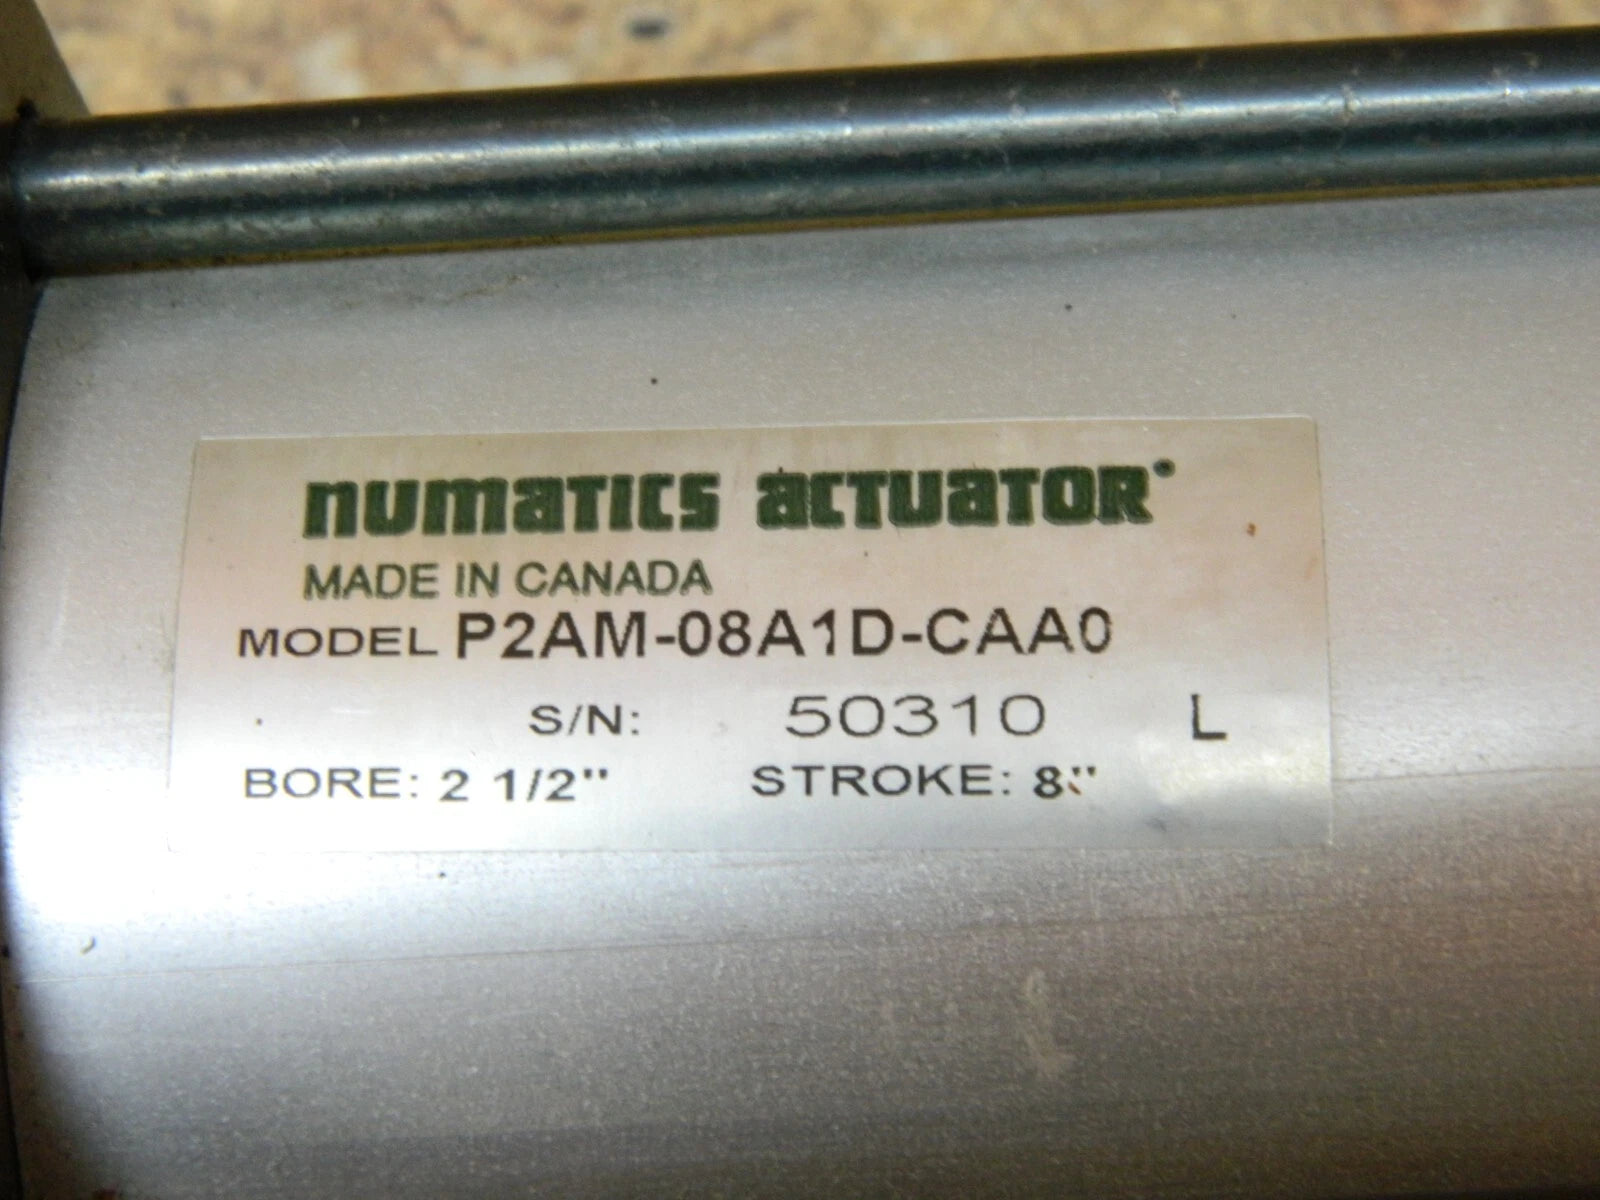 numatics actuator
MADE IN CANADA
MODEL P2AM-08A1D-CAA0
S/N: 50310 L
BORE: 2 1/2" STROKE: 8"